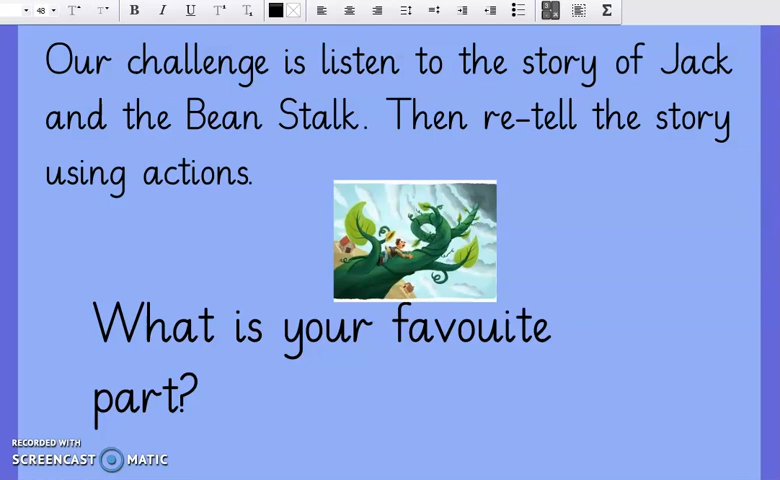 48
B I U
Our challenge is listen to the story of Jack
and the Bean Stalk. Then re-tell the story
using actions.
What is your favouite
part?
RECORDED WITH
SCREENCAST MATIC